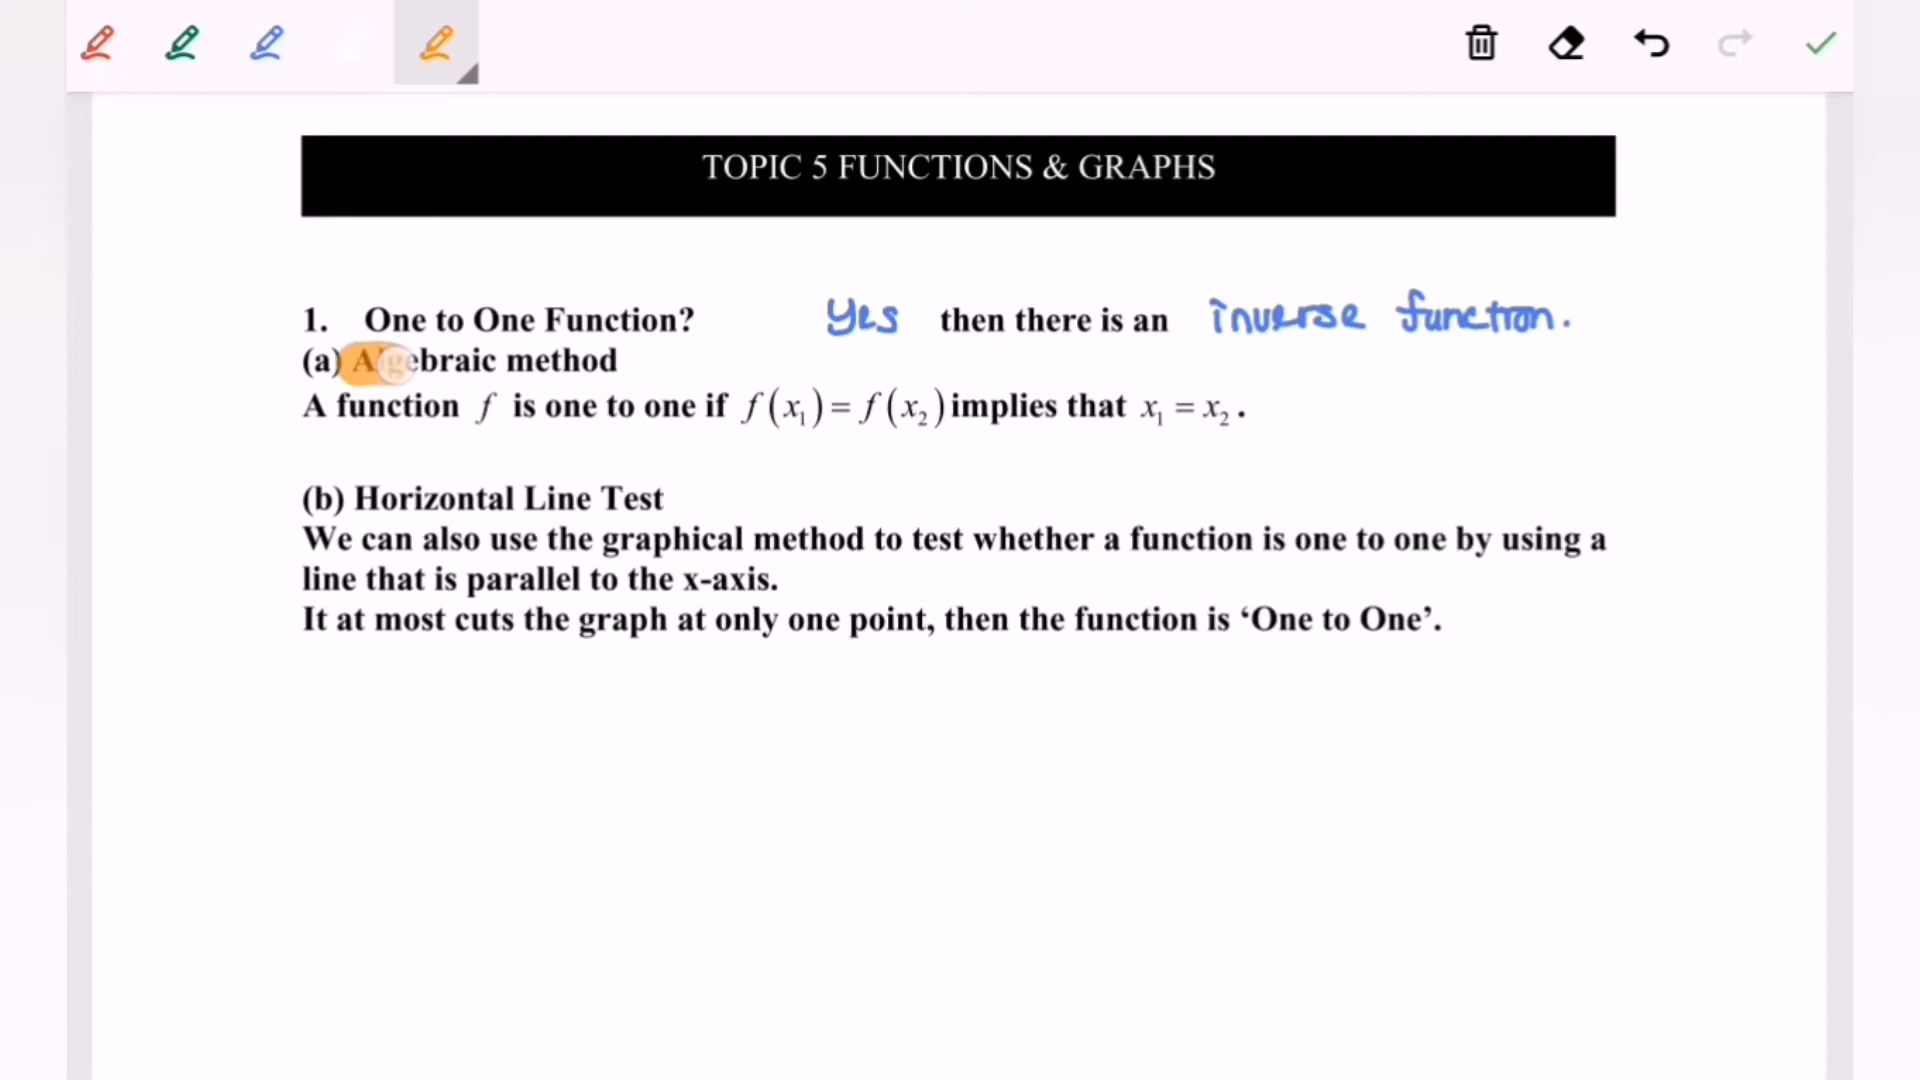 TOPIC 5 FUNCTIONS & GRAPHS
1. One to One Function? Yes then there is an inverse function.
(a) Algebraic method
A function f is one to one if f(x₁) = f(x₂) implies that x₁ = x₂.
(b) Horizontal Line Test
We can also use the graphical method to test whether a function is one to one by using a
line that is parallel to the x-axis.
It at most cuts the graph at only one point, then the function is ‘One to One’.